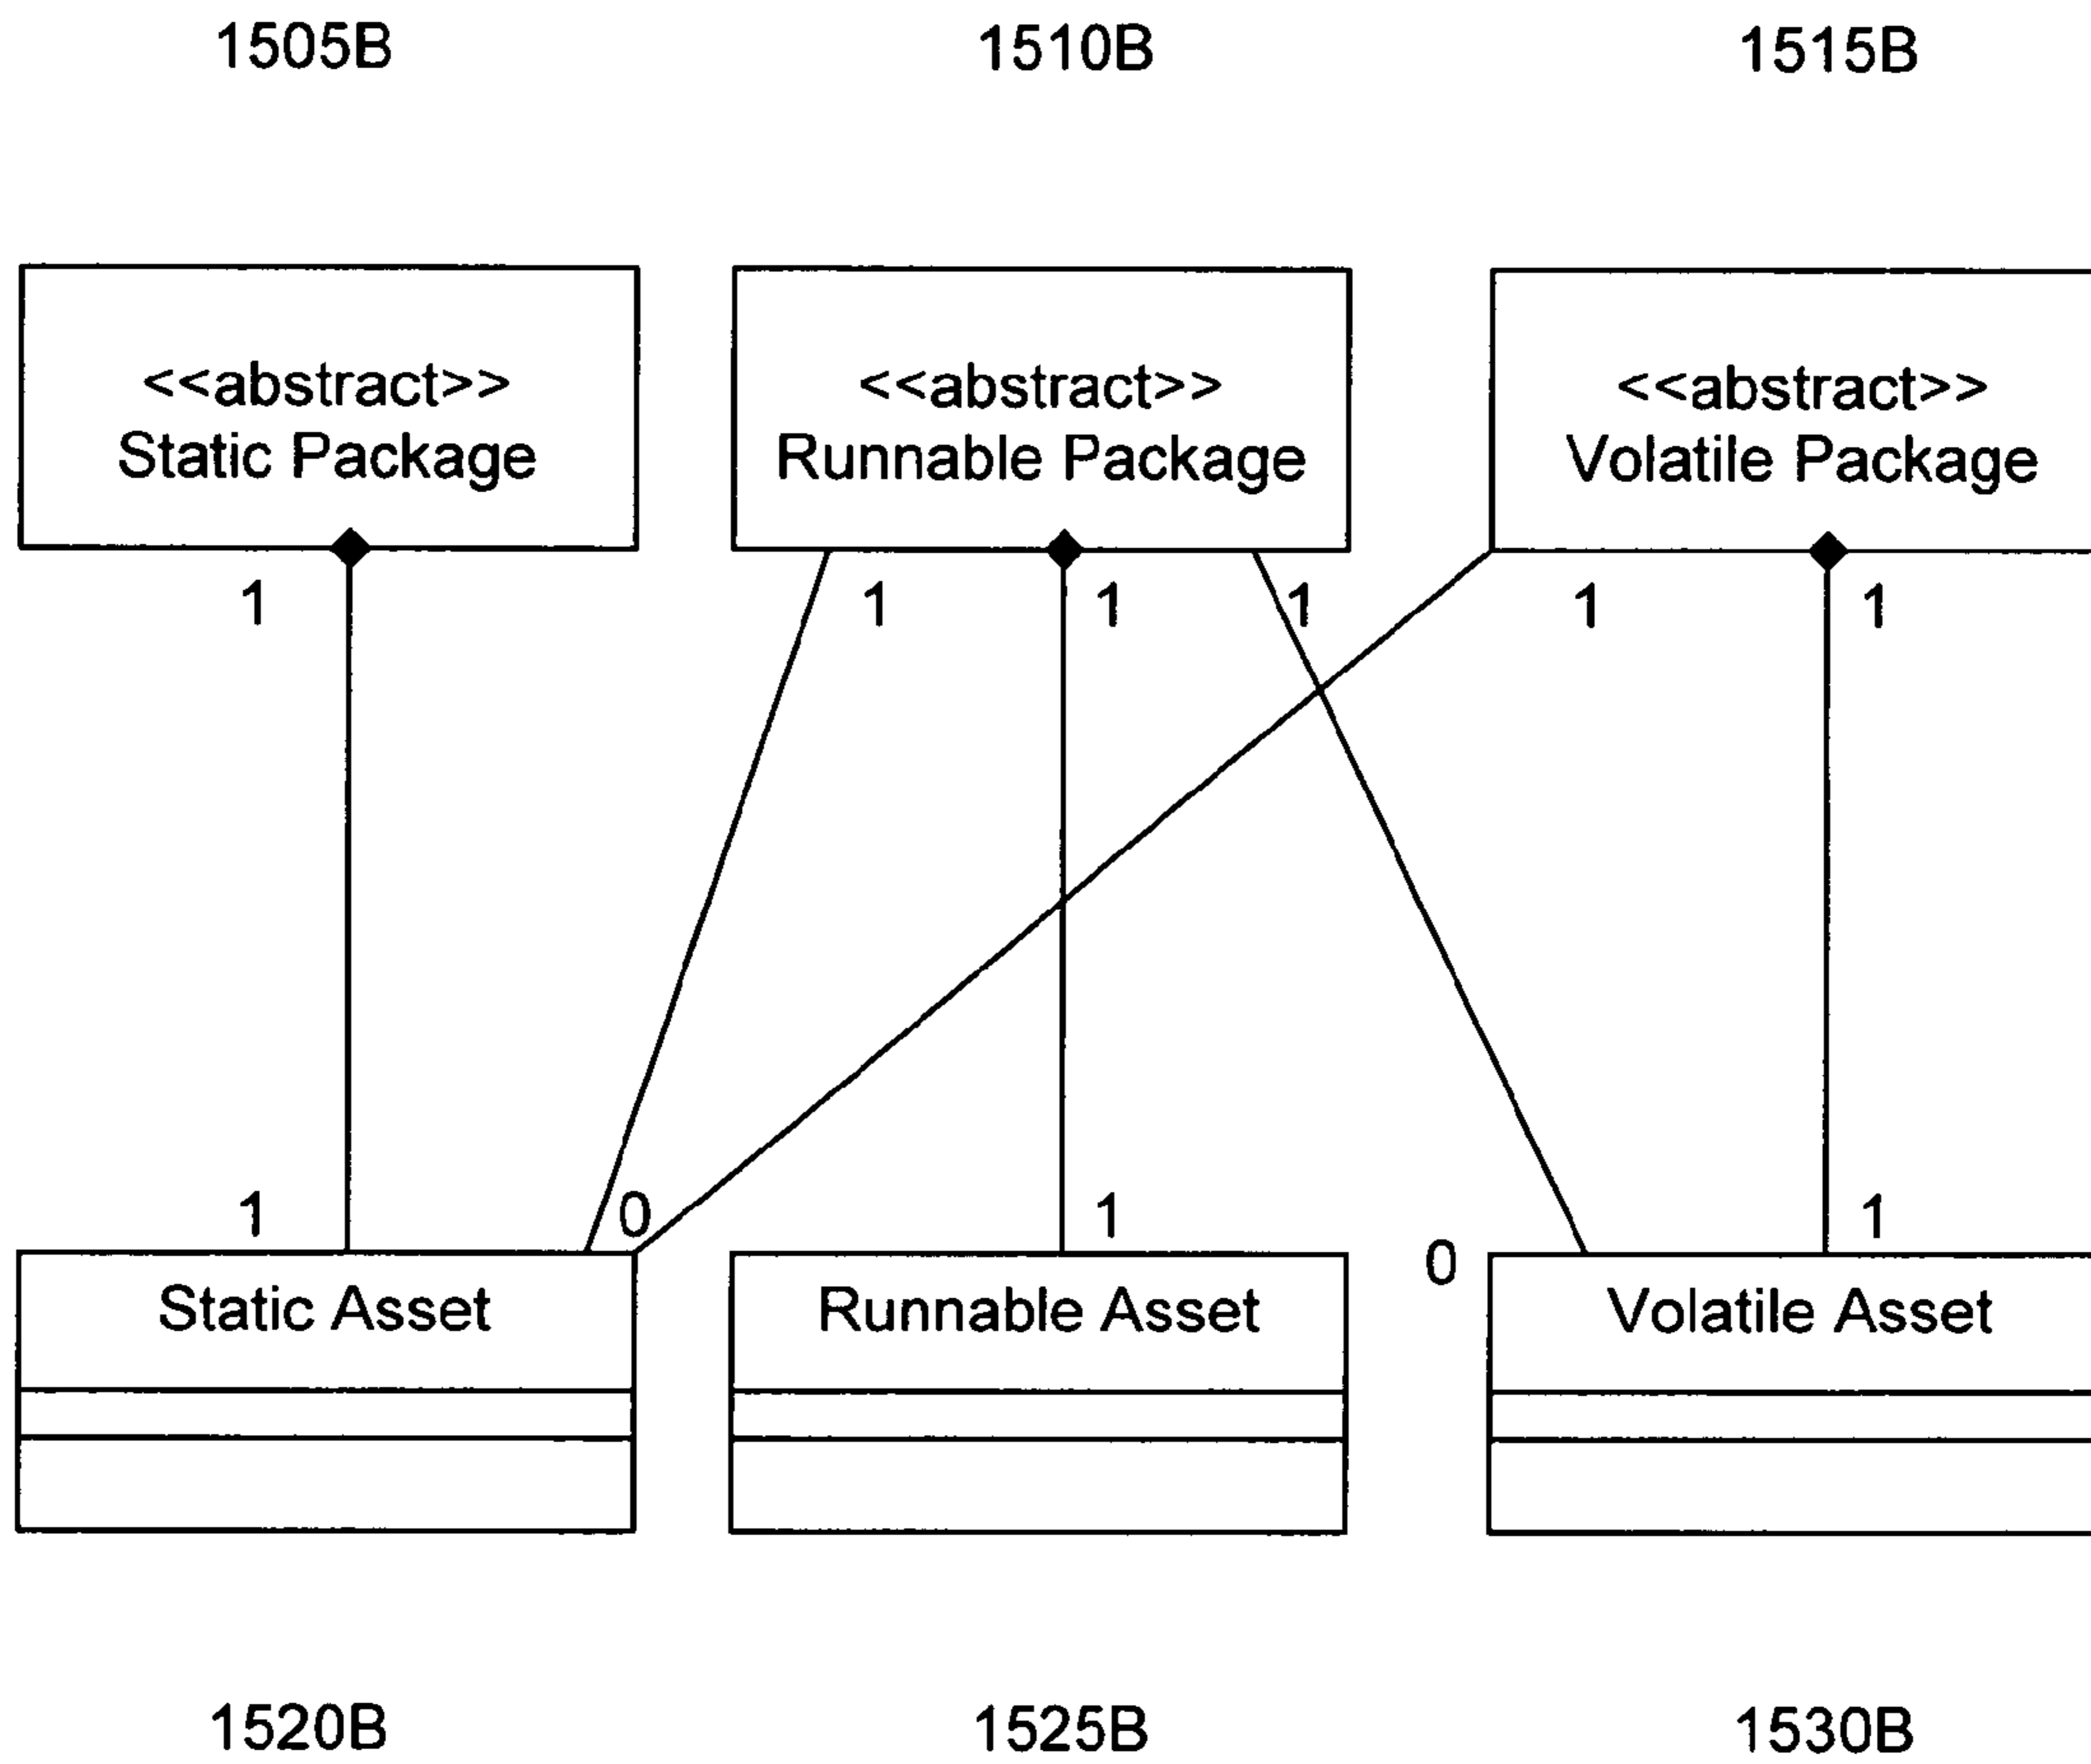 1505B 1510B 1515B
<<abstract>> <<abstract>> <<abstract>>
Static Package Runnable Package Volatile Package
1 1 1 1 1 1
1 0 1 1
0
Static Asset Runnable Asset Volatile Asset
1520B 1525B 1530B